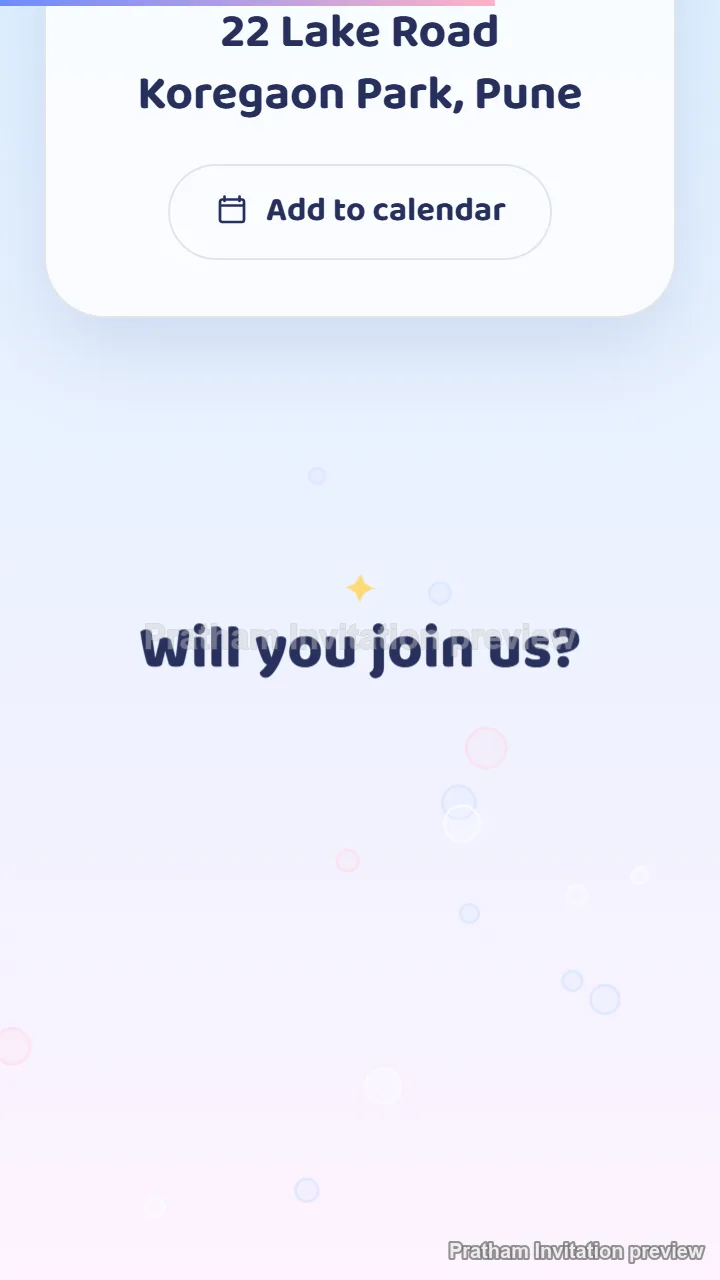 22 Lake Road
Koregaon Park, Pune
Add to calendar
Pratham Invitation preview
Will you join us?
Pratham Invitation preview